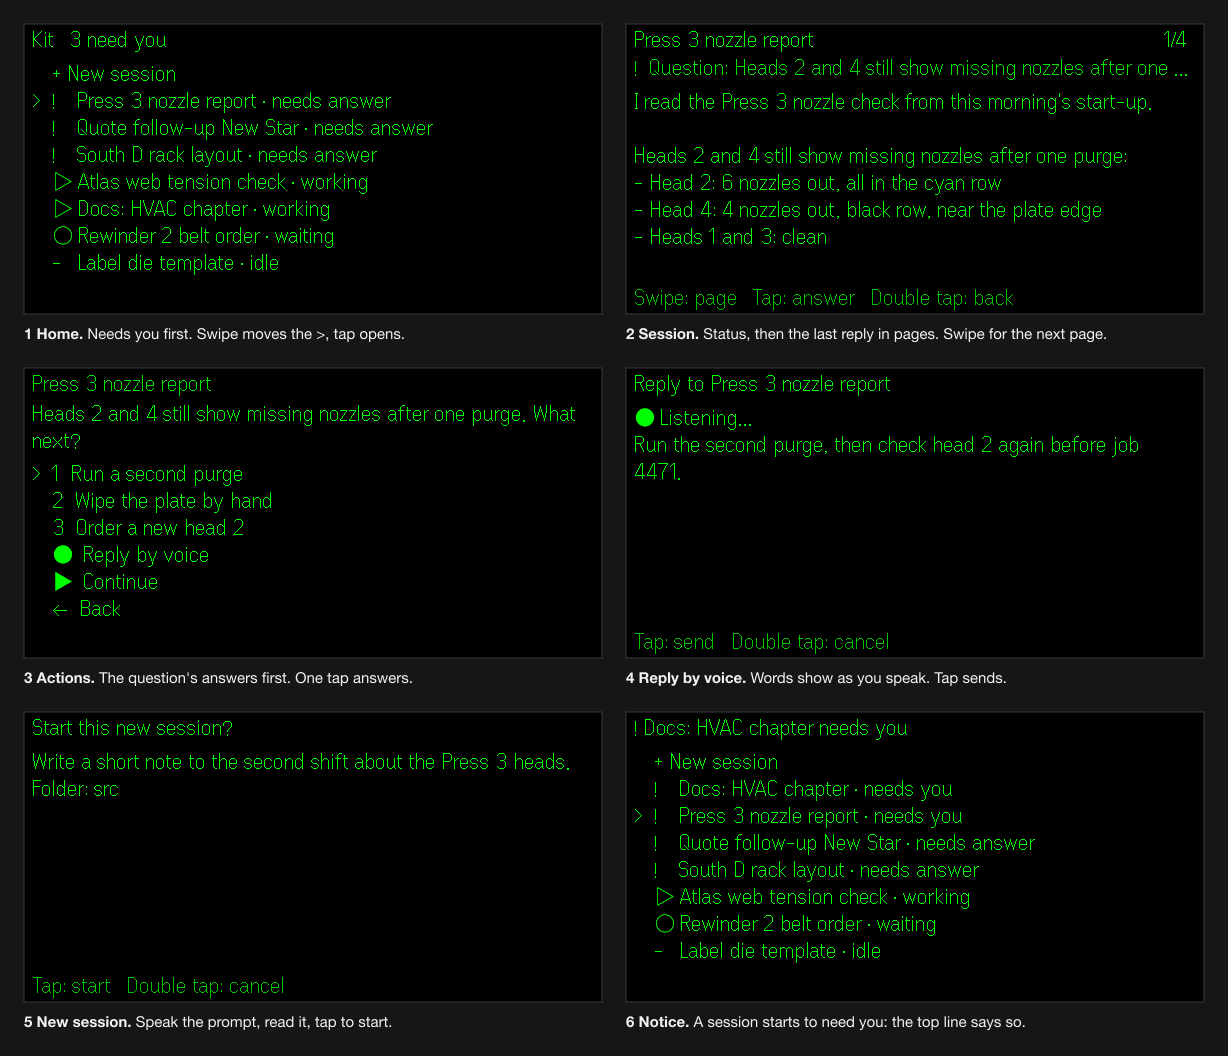 Kit 3 need you
+ New session
> ! Press 3 nozzle report · needs answer
! Quote follow-up New Star · needs answer
! South D rack layout · needs answer
▷ Atlas web tension check · working
▷ Docs: HVAC chapter · working
○ Rewinder 2 belt order · waiting
- Label die template · idle
1 Home. Needs you first. Swipe moves the >, tap opens.
Press 3 nozzle report 1/4
! Question: Heads 2 and 4 still show missing nozzles after one ...
I read the Press 3 nozzle check from this morning's start-up.
Heads 2 and 4 still show missing nozzles after one purge:
- Head 2: 6 nozzles out, all in the cyan row
- Head 4: 4 nozzles out, black row, near the plate edge
- Heads 1 and 3: clean
Swipe: page Tap: answer Double tap: back
2 Session. Status, then the last reply in pages. Swipe for the next page.
Press 3 nozzle report
Heads 2 and 4 still show missing nozzles after one purge. What
next?
> 1 Run a second purge
2 Wipe the plate by hand
3 Order a new head 2
● Reply by voice
▶ Continue
← Back
3 Actions. The question's answers first. One tap answers.
Reply to Press 3 nozzle report
● Listening...
Run the second purge, then check head 2 again before job
4471.
Tap: send Double tap: cancel
4 Reply by voice. Words show as you speak. Tap sends.
Start this new session?
Write a short note to the second shift about the Press 3 heads.
Folder: src
Tap: start Double tap: cancel
5 New session. Speak the prompt, read it, tap to start.
! Docs: HVAC chapter needs you
+ New session
! Docs: HVAC chapter · needs you
> ! Press 3 nozzle report · needs you
! Quote follow-up New Star · needs answer
! South D rack layout · needs answer
▷ Atlas web tension check · working
○ Rewinder 2 belt order · waiting
- Label die template · idle
6 Notice. A session starts to need you: the top line says so.